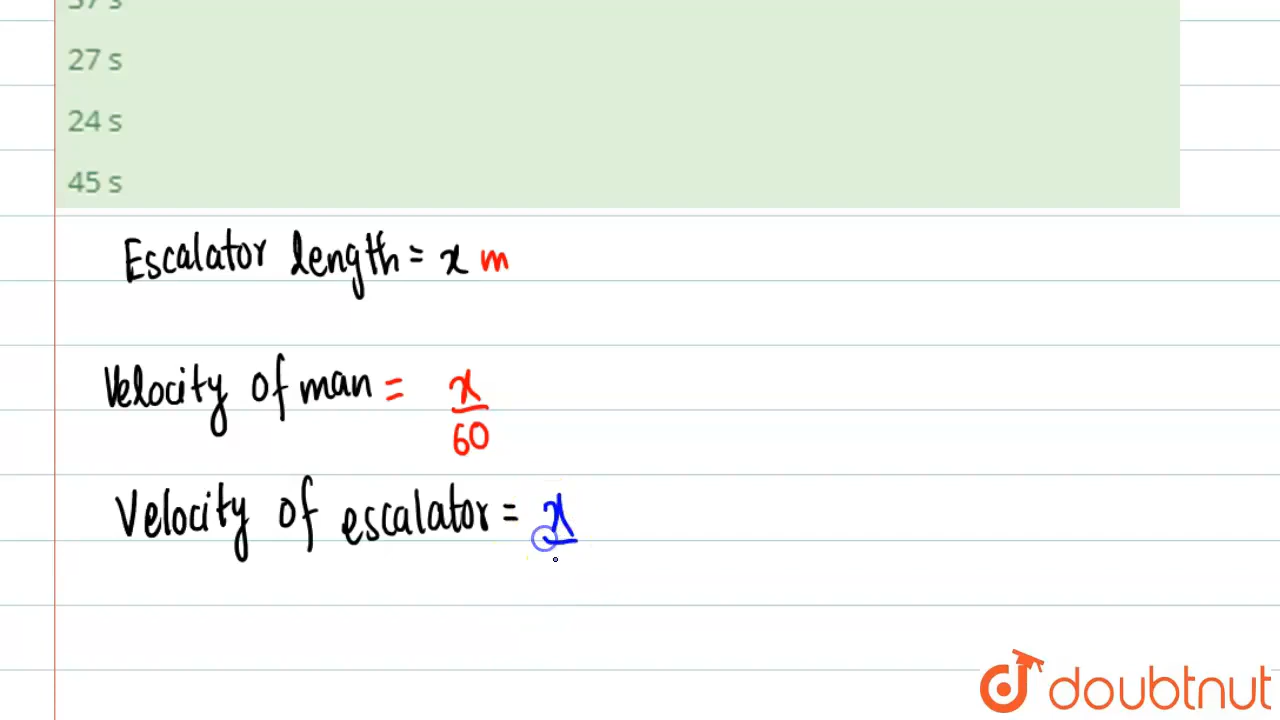 27 s
24 s
45 s
Escalator length = x m
Velocity of man = x
60
Velocity of escalator = x
doubtnut